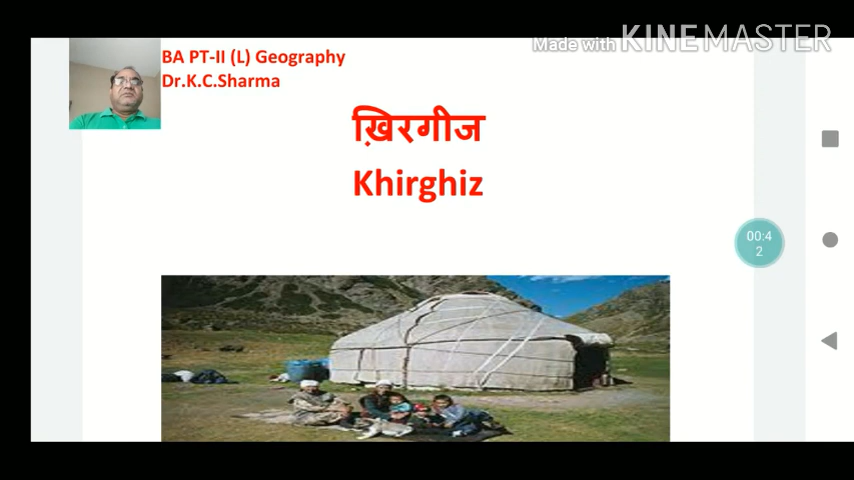 Made with KINEMASTER
BA PT-II (L) Geography
Dr.K.C.Sharma
ख़िरगीज
Khirghiz
00:4
2